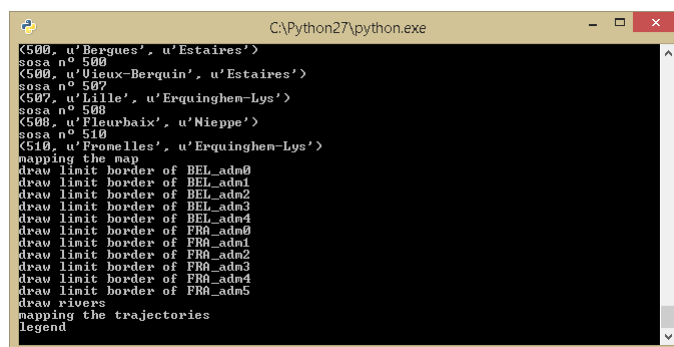 C:\Python27\python.exe
(500, u'Bergues', u'Estaires')
sosa nº 500
(500, u'Vieux-Berquin', u'Estaires')
sosa nº 507
(507, u'Lille', u'Erquinghem-Lys')
sosa nº 508
(508, u'Fleurbaix', u'Nieppe')
sosa nº 510
(510, u'Fromelles', u'Erquinghem-Lys')
mapping the map
draw limit border of BEL_adm0
draw limit border of BEL_adm1
draw limit border of BEL_adm2
draw limit border of BEL_adm3
draw limit border of BEL_adm4
draw limit border of FRA_adm0
draw limit border of FRA_adm1
draw limit border of FRA_adm2
draw limit border of FRA_adm3
draw limit border of FRA_adm4
draw limit border of FRA_adm5
draw rivers
mapping the trajectories
legend